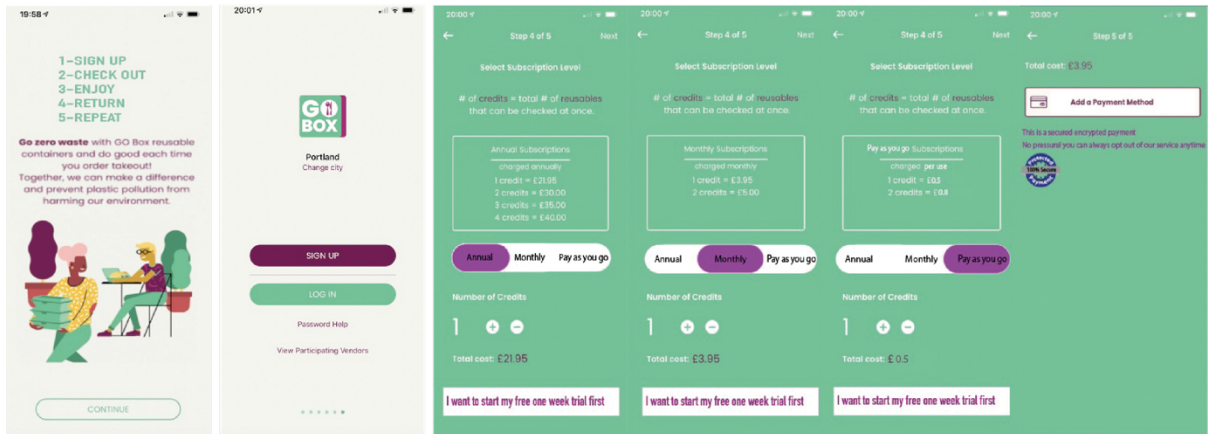 19:58
1-SIGN UP
2-CHECK OUT
3-ENJOY
4-RETURN
5-REPEAT
Go zero waste with GO Box reusable
containers and do good each time
you order takeout!
Together, we can make a difference
and prevent plastic pollution from
harming our environment.
CONTINUE
20:01
GO
BOX
Portland
Change city
SIGN UP
LOG IN
Password Help
View Participating Vendors
20:00
Step 4 of 5 Next
Select Subscription Level
# of credits = total # of reusables
that can be checked at once.
Annual Subscriptions
charged annually
1 credit = £21.95
2 credits = £30.00
3 credits = £35.00
4 credits = £40.00
Annual Monthly Pay as you go
Number of Credits
1
Total cost: £21.95
I want to start my free one week trial first
20:00
Step 4 of 5 Next
Select Subscription Level
# of credits = total # of reusables
that can be checked at once.
Monthly Subscriptions
charged monthly
1 credit = £3.95
2 credits = £5.00
Annual Monthly Pay as you go
Number of Credits
1
Total cost: £3.95
I want to start my free one week trial first
20:00
Step 4 of 5 Next
Select Subscription Level
# of credits = total # of reusables
that can be checked at once.
Pay as you go Subscriptions
charged per use
1 credit = £0.5
2 credits = £0.8
Annual Monthly Pay as you go
Number of Credits
1
Total cost: £ 0.5
I want to start my free one week trial first
20:00
Step 5 of 5
Total cost: £3.95
Add a Payment Method
This is a secured encrypted payment
No pressure! you can always opt out of our service anytime
100% Secure